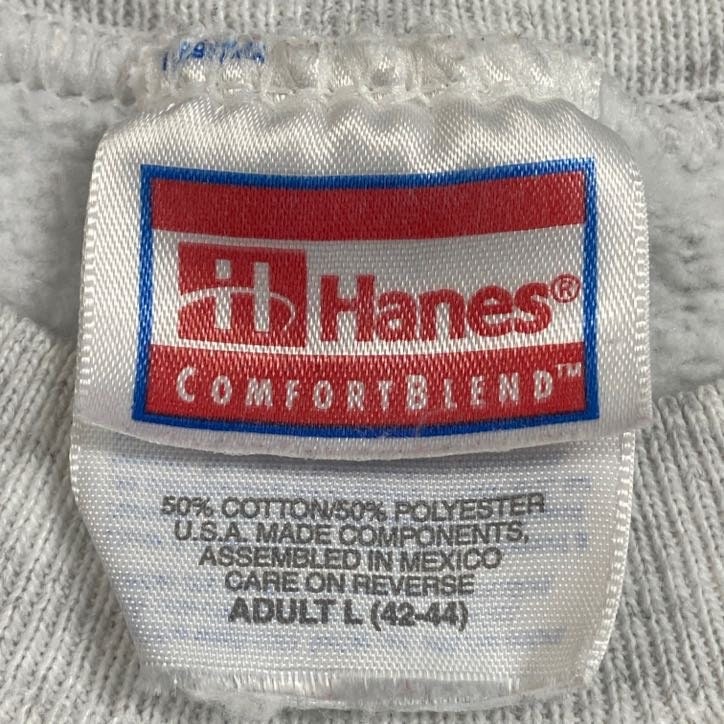 Hanes®
COMFORTBLEND™
50% COTTON/50% POLYESTER
U.S.A. MADE COMPONENTS,
ASSEMBLED IN MEXICO
CARE ON REVERSE
ADULT L (42-44)